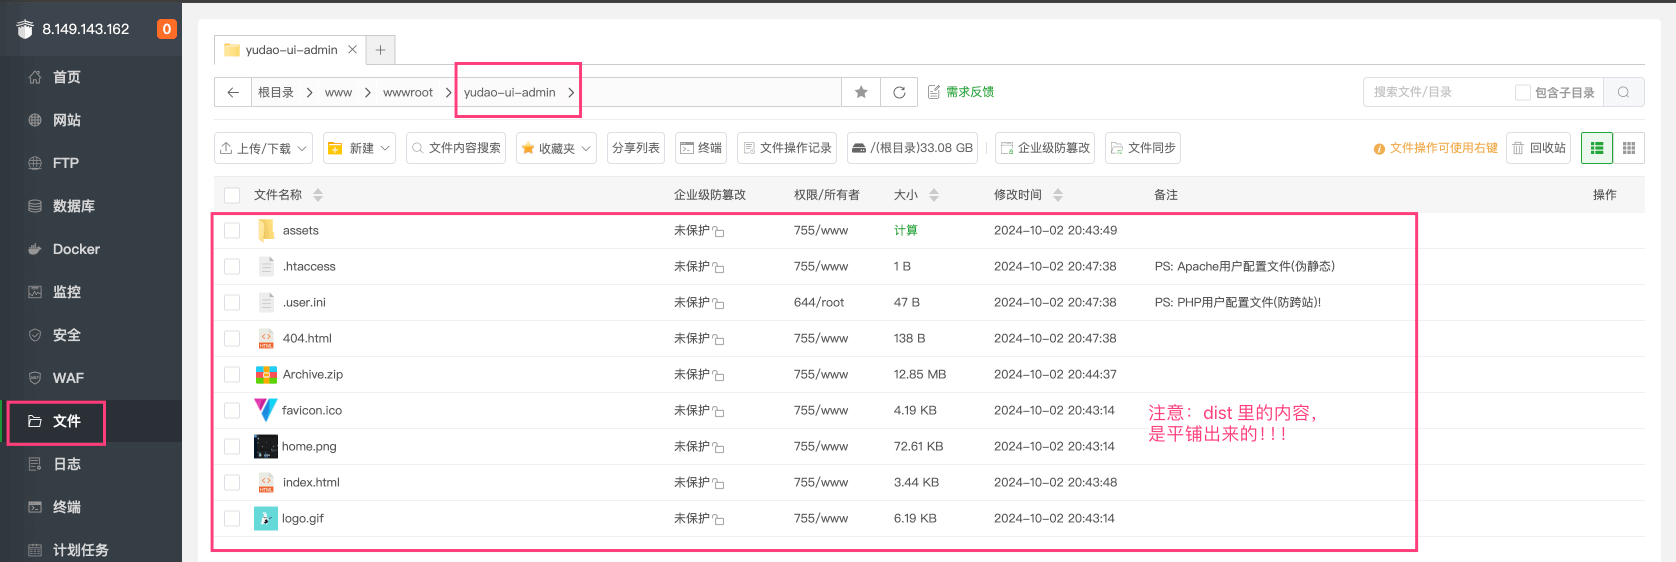 8.149.143.162 0
首页
网站
FTP
数据库
Docker
监控
安全
WAF
文件
日志
终端
计划任务
yudao-ui-admin
根目录 www wwwroot yudao-ui-admin 需求反馈 搜索文件/目录 包含子目录
上传/下载 新建 文件内容搜索 收藏夹 分享列表 终端 文件操作记录 /(根目录)33.08 GB 企业级防篡改 文件同步 文件操作可使用右键 回收站
文件名称 企业级防篡改 权限/所有者 大小 修改时间 备注 操作
assets 未保护 755/www 计算 2024-10-02 20:43:49
.htaccess 未保护 755/www 1 B 2024-10-02 20:47:38 PS: Apache用户配置文件(伪静态)
.user.ini 未保护 644/root 47 B 2024-10-02 20:47:38 PS: PHP用户配置文件(防跨站)!
404.html 未保护 755/www 138 B 2024-10-02 20:47:38
Archive.zip 未保护 755/www 12.85 MB 2024-10-02 20:44:37
favicon.ico 未保护 755/www 4.19 KB 2024-10-02 20:43:14
home.png 未保护 755/www 72.61 KB 2024-10-02 20:43:14
index.html 未保护 755/www 3.44 KB 2024-10-02 20:43:48
logo.gif 未保护 755/www 6.19 KB 2024-10-02 20:43:14
注意：dist 里的内容，
是平铺出来的！！！